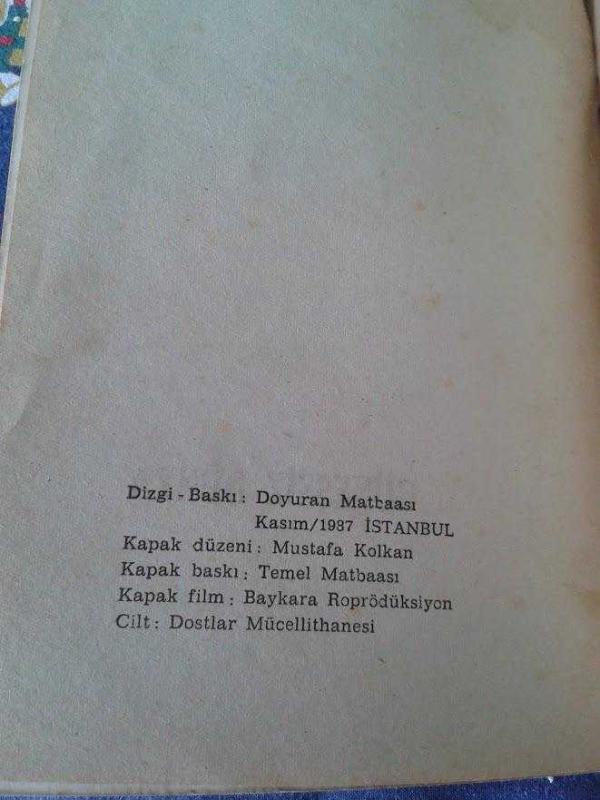 Dizgi - Baskı : Doyuran Matbaası
Kasım/1987 İSTANBUL
Kapak düzeni : Mustafa Kolkan
Kapak baskı : Temel Matbaası
Kapak film : Baykara Roprödüksiyon
Cilt : Dostlar Mücellithanesi